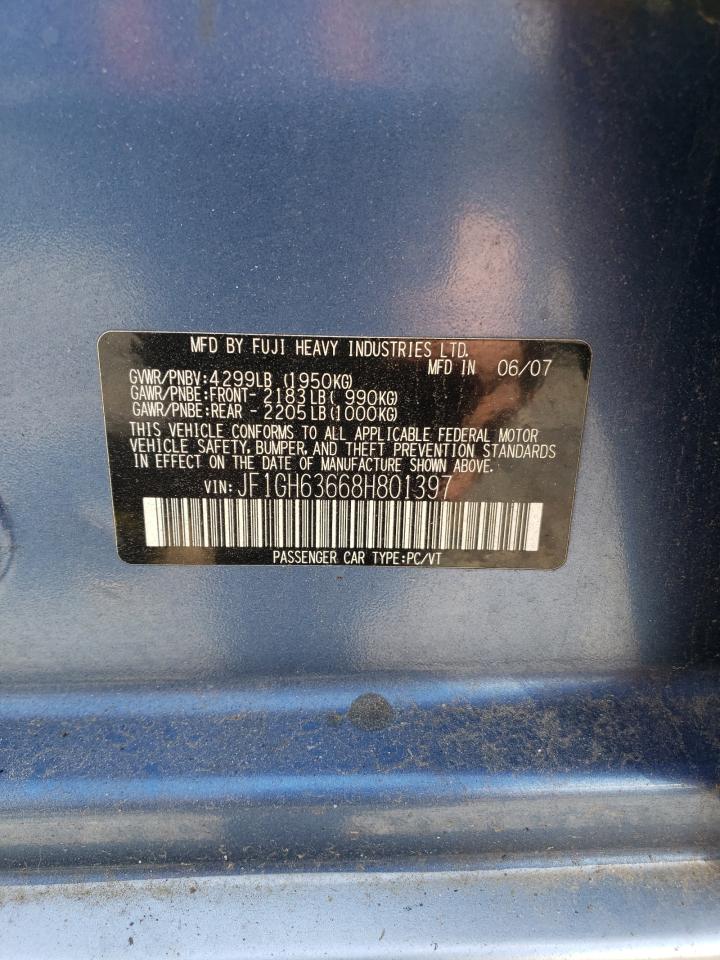 MFD BY FUJI HEAVY INDUSTRIES LTD.
MFD IN 06/07
GVWR/PNBV:4299LB (1950KG)
GAWR/PNBE:FRONT- 2183LB( 990KG)
GAWR/PNBE:REAR - 2205LB(1000KG)
THIS VEHICLE CONFORMS TO ALL APPLICABLE FEDERAL MOTOR
VEHICLE SAFETY, BUMPER, AND THEFT PREVENTION STANDARDS
IN EFFECT ON THE DATE OF MANUFACTURE SHOWN ABOVE.
VIN:JF1GH63668H801397
PASSENGER CAR TYPE:PC/VT